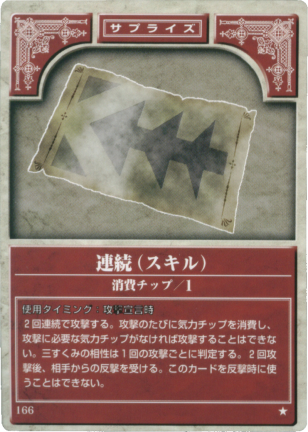 サプライズ
連続(スキル)
消費チップ/1
使用タイミング 攻撃宣言時
2回連続で攻撃する。攻撃のたびに気力チップを消費し、
攻撃に必要な気力チップがなければ攻撃することはできな
い。三すくみの相性は1回の攻撃ごとに判定する。2回攻
撃後、相手からの反撃を受ける。このカードを反撃時に使
うことはできない。
166
★